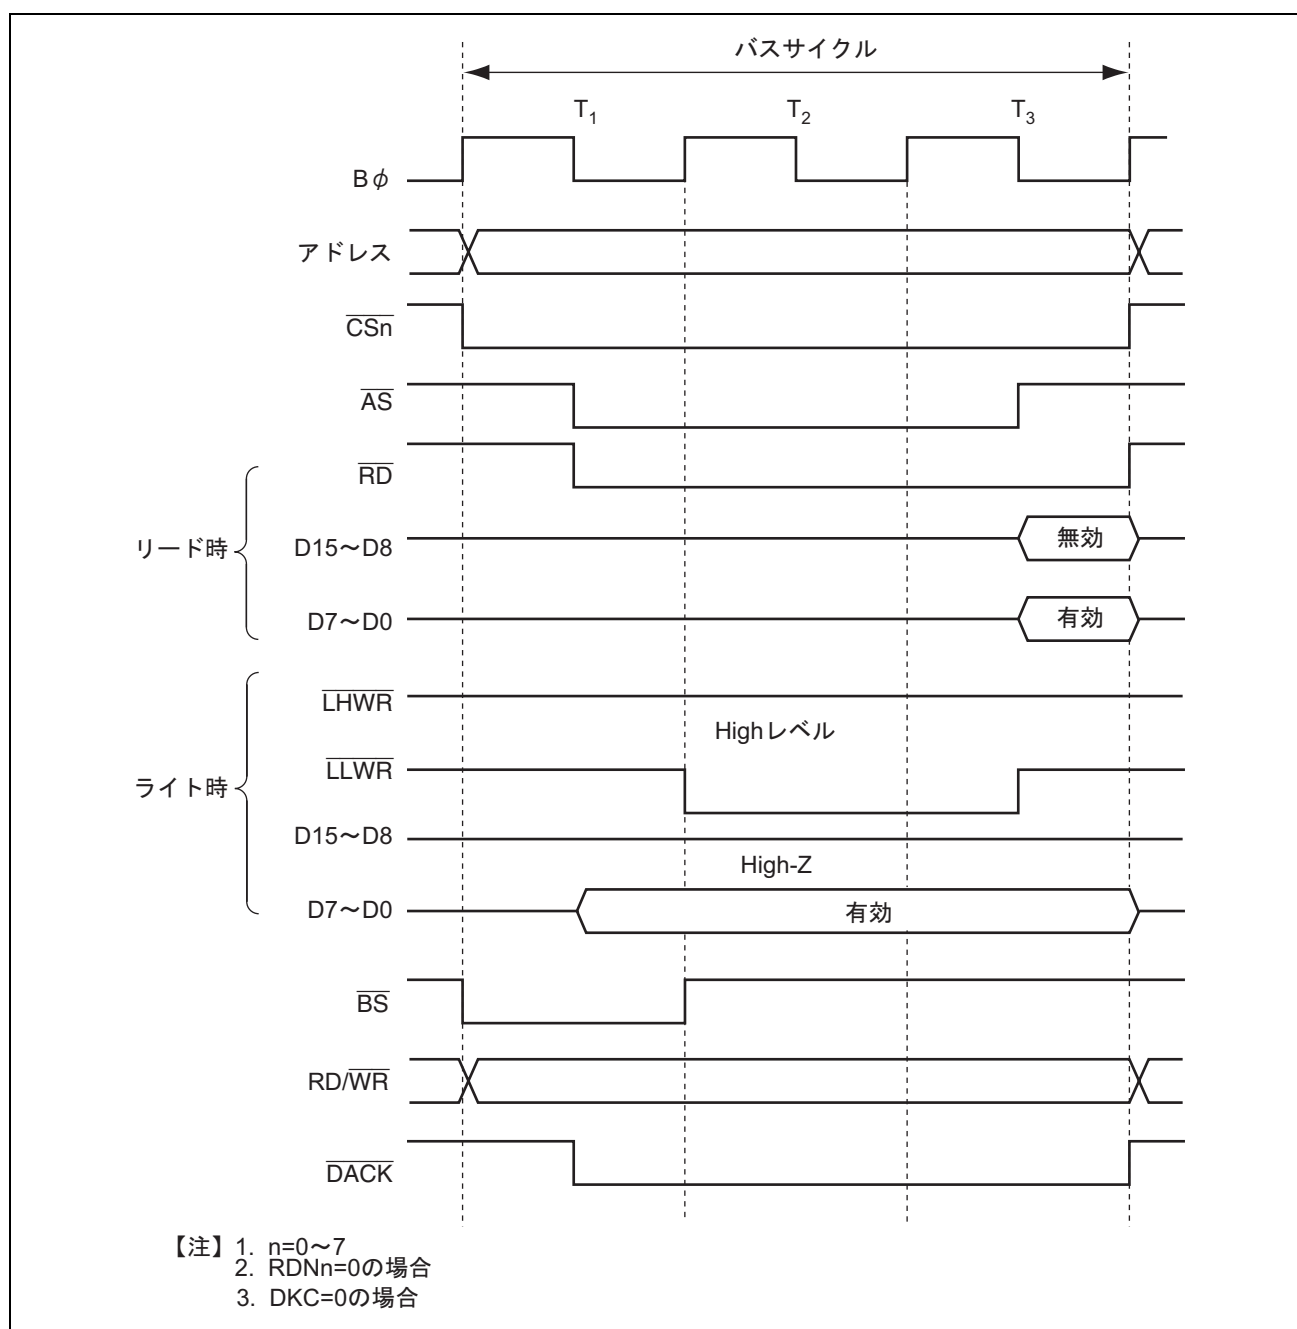 バスサイクル
T1 T2 T3
Bφ
アドレス
CSn
AS
RD
リード時
D15～D8 無効
D7～D0 有効
LHWR
Highレベル
LLWR
ライト時
D15～D8
High-Z
D7～D0 有効
BS
RD/WR
DACK
【注】1. n=0～7
2. RDNn=0の場合
3. DKC=0の場合